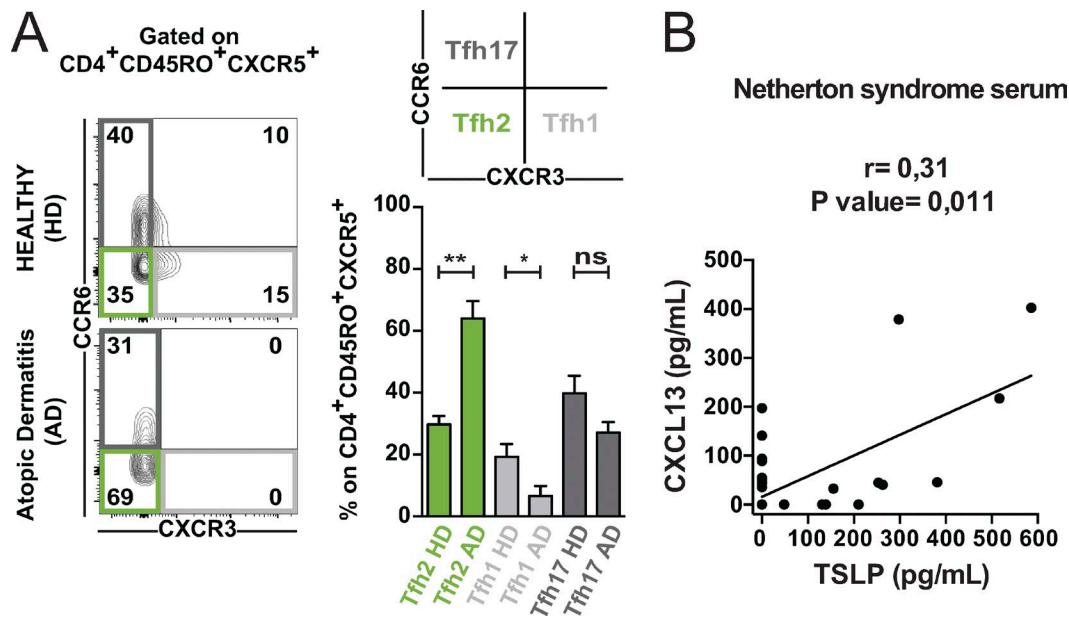 A
Gated on
CD4+CD45RO+CXCR5+
HEALTHY
(HD)
Atopic Dermatitis
(AD)
CCR6
40
10
35
15
31
0
69
0
CXCR3
CCR6
Tfh17
Tfh2
Tfh1
CXCR3
% on CD4+CD45RO+CXCR5+
100
80
60
40
20
0
**
*
ns
Tfh2 HD
Tfh2 AD
Tfh1 HD
Tfh1 AD
Tfh17 HD
Tfh17 AD
B
Netherton syndrome serum
r= 0,31
P value= 0,011
CXCL13 (pg/mL)
500
400
300
200
100
0
0 100 200 300 400 500 600
TSLP (pg/mL)